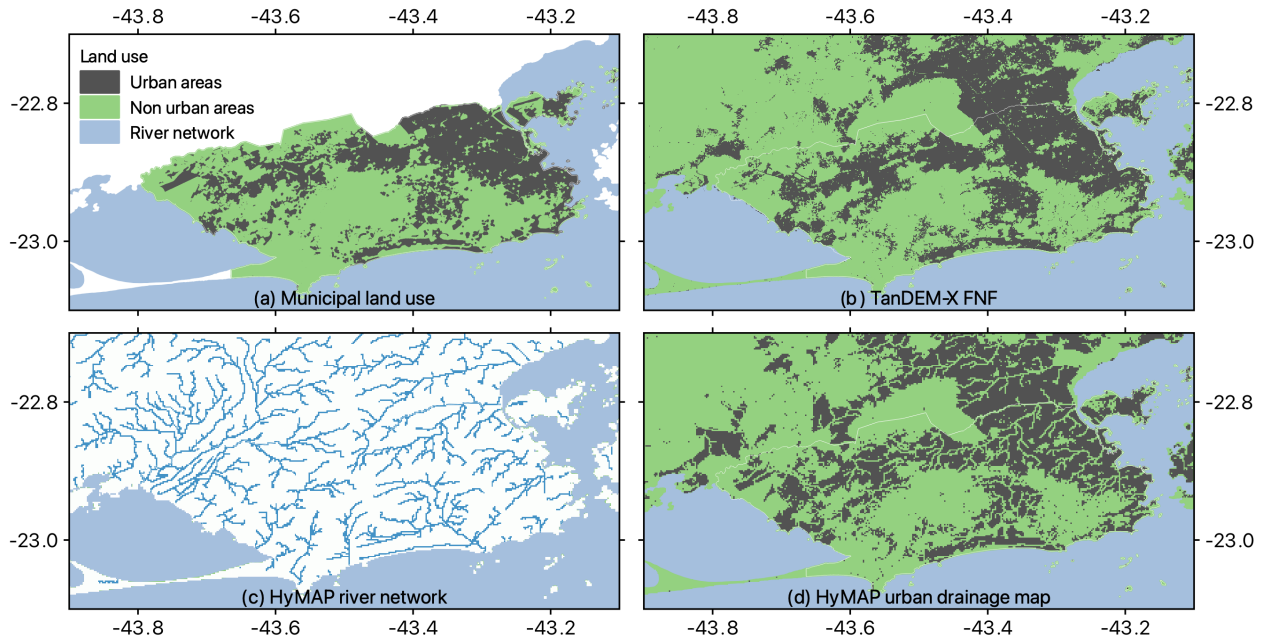 -43.8 -43.6 -43.4 -43.2 -43.8 -43.6 -43.4 -43.2
Land use
Urban areas
Non urban areas
River network
-22.8 -22.8
-23.0 -23.0
(a) Municipal land use (b) TanDEM-X FNF
-22.8 -22.8
-23.0 -23.0
(c) HyMAP river network (d) HyMAP urban drainage map
-43.8 -43.6 -43.4 -43.2 -43.8 -43.6 -43.4 -43.2